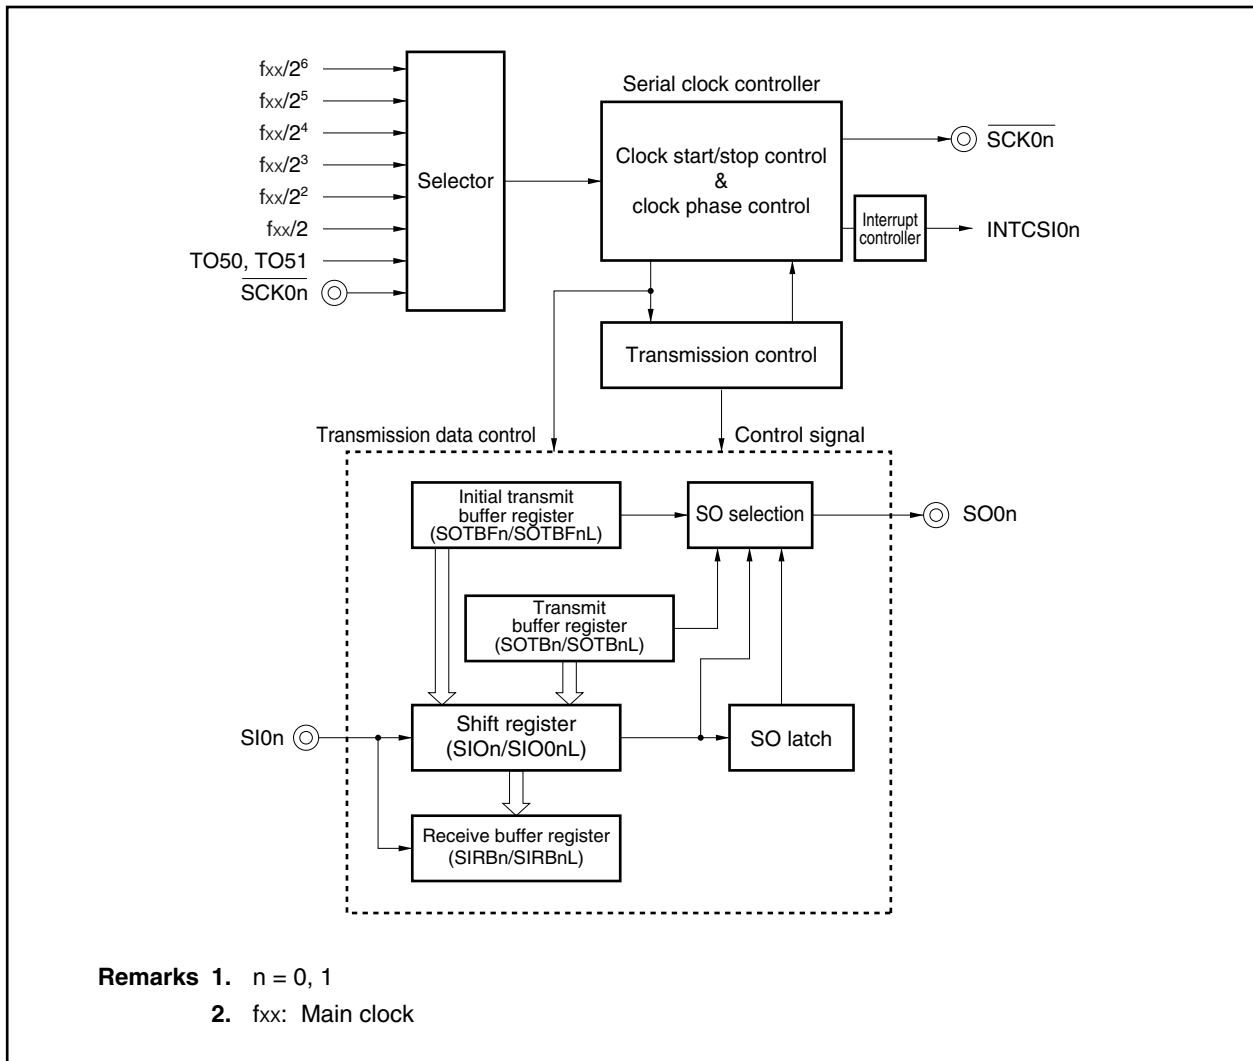 fxx/2⁶
fxx/2⁵
fxx/2⁴
fxx/2³
fxx/2²
fxx/2
TO50, TO51
S̅C̅K̅0̅n̅
Selector
Serial clock controller
Clock start/stop control
&
clock phase control
S̅C̅K̅0̅n̅
Interrupt
controller
INTCSI0n
Transmission control
Transmission data control
Control signal
Initial transmit
buffer register
(SOTBFn/SOTBFnL)
SO selection
SO0n
Transmit
buffer register
(SOTBn/SOTBnL)
SI0n
Shift register
(SIOn/SIO0nL)
SO latch
Receive buffer register
(SIRBn/SIRBnL)
Remarks 1. n = 0, 1
2. fxx: Main clock